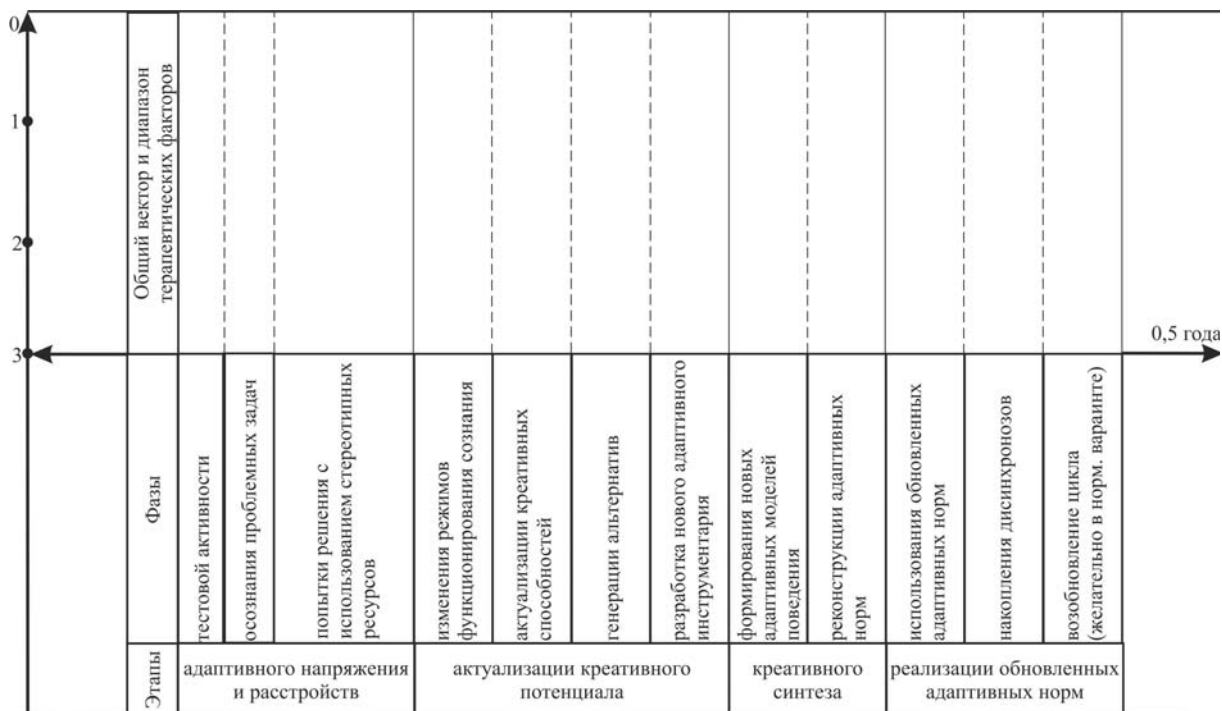 0
1
2
3
Общий вектор и диапазон
терапевтических факторов
0,5 года
Фазы
тестовой активности
осознания проблемных задач
попытки решения с
использованием стереотипных
ресурсов
изменения режимов
функционирования сознания
актуализации креативных
способностей
генерации альтернатив
разработка нового адаптивного
инструментария
формирования новых
адаптивных моделей
поведения
реконструкции адаптивных
норм
использования обновленных
адаптивных норм
накопления дисинхронозов
возобновление цикла
(желательно в норм. вараинте)
Этапы
адаптивного напряжения
и расстройств
актуализации креативного
потенциала
креативного
синтеза
реализации обновленных
адаптивных норм